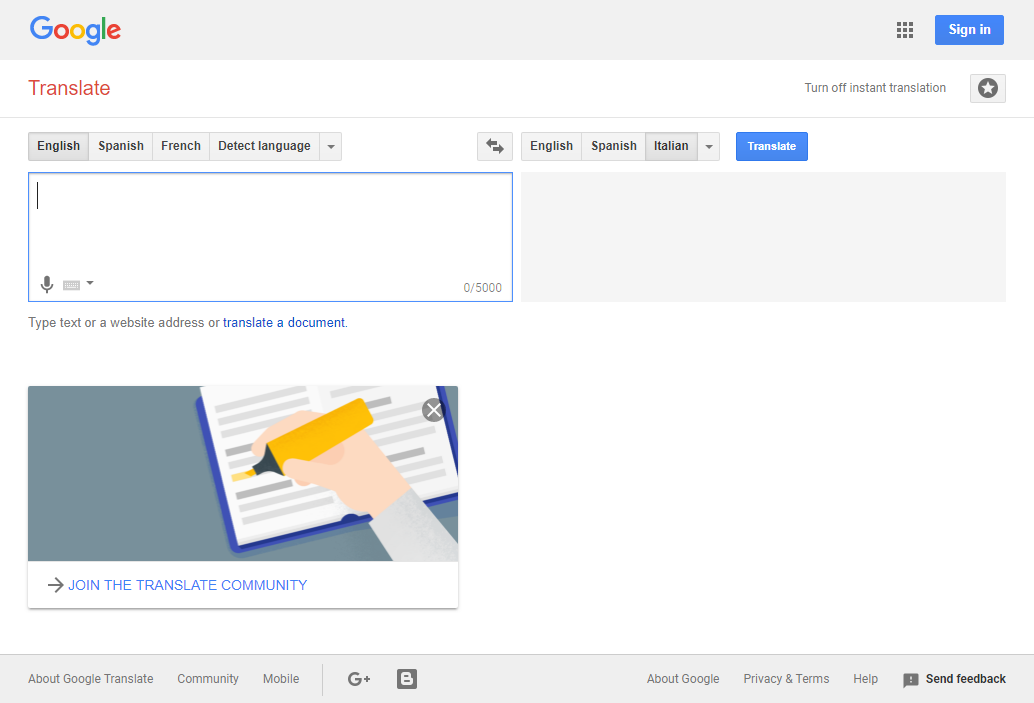 Google
Sign in
Translate
Turn off instant translation
English Spanish French Detect language
English Spanish Italian
Translate
0/5000
Type text or a website address or translate a document.
JOIN THE TRANSLATE COMMUNITY
About Google Translate Community Mobile G+ B About Google Privacy & Terms Help Send feedback